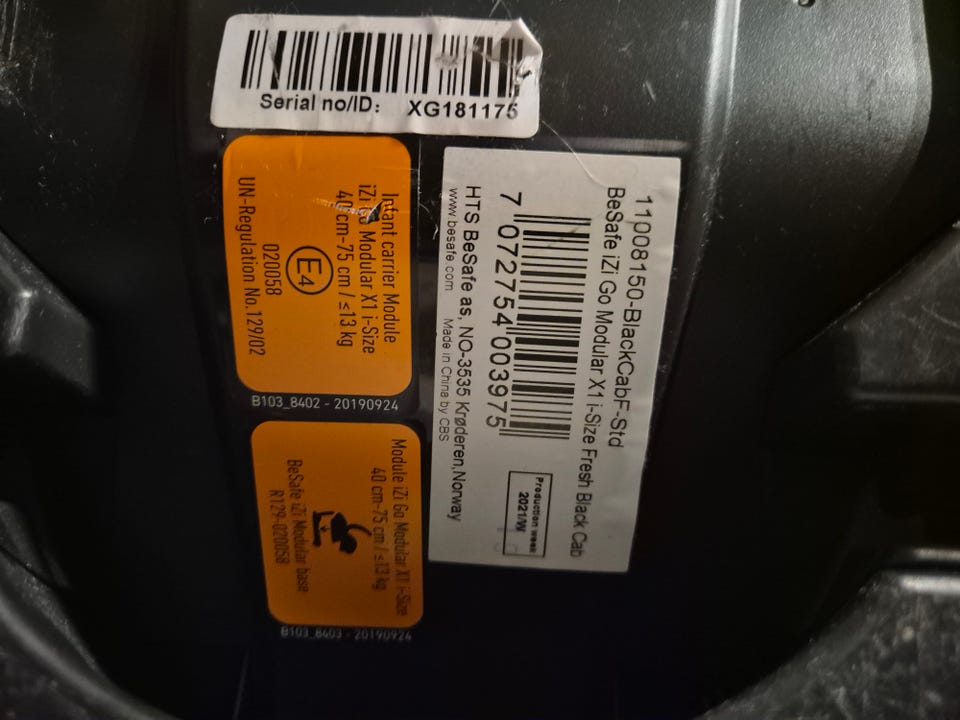 Serial no/ID: XG181175
Infant carrier Module
iZi Go Modular X1 i-Size
40 cm-75 cm / ≤13 kg
E4
020058
UN-Regulation No.129/02
B103_8402 - 20190924
11008150-BlackCabF-Std
BeSafe iZi Go Modular X1 i-Size Fresh Black Cab
7 072754 003975
HTS BeSafe as, NO-3535 Krøderen,Norway
www.besafe.com Made in China by CBS
Production week
2021/W
Module iZi Go Modular X1 i-Size
40 cm-75 cm / ≤13 kg
BeSafe iZi Modular base
R129-020058
B103_8403 - 20190924